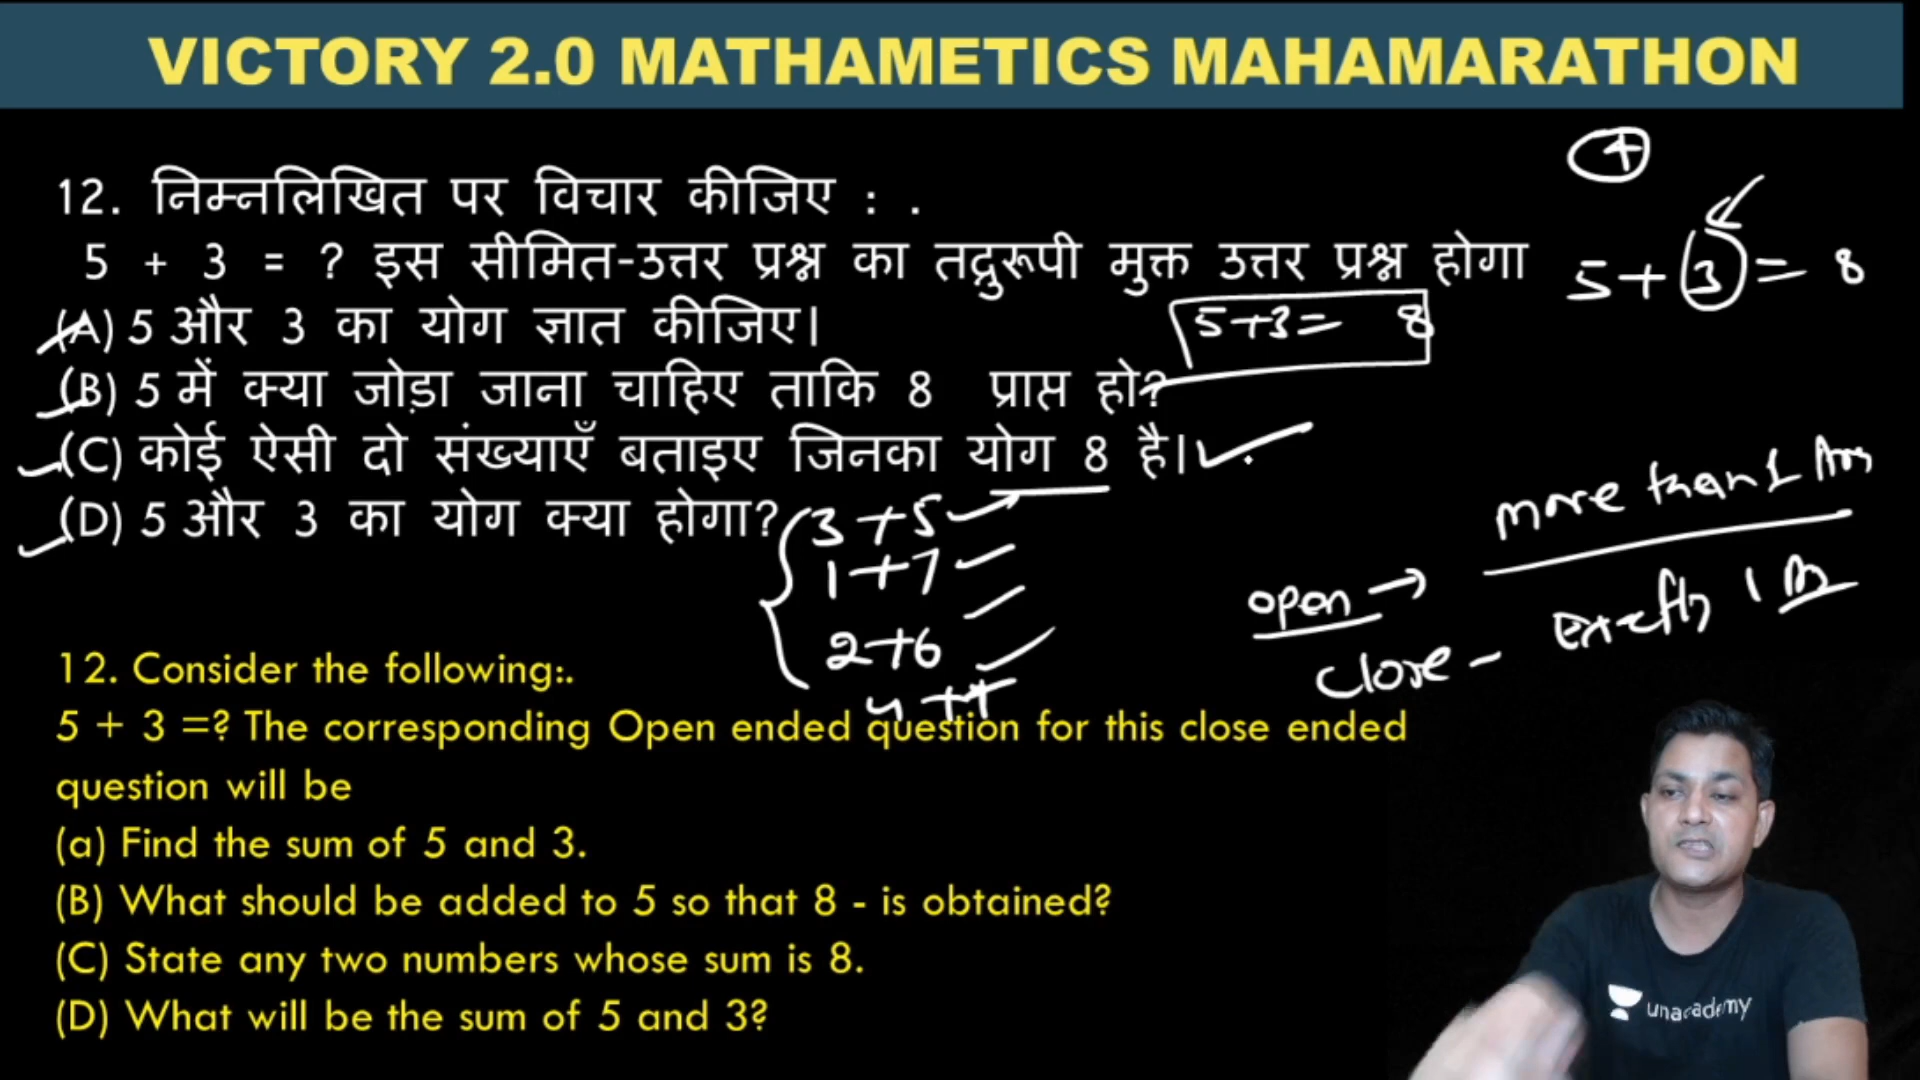 VICTORY 2.0 MATHAMETICS MAHAMARATHON
12. निम्नलिखित पर विचार कीजिए : .
5 + 3 = ? इस सीमित-उत्तर प्रश्न का तद्नुरूपी मुक्त उत्तर प्रश्न होगा
(A) 5 और 3 का योग ज्ञात कीजिए।
(B) 5 में क्या जोड़ा जाना चाहिए ताकि 8 प्राप्त हो?
(C) कोई ऐसी दो संख्याएँ बताइए जिनका योग 8 है।
(D) 5 और 3 का योग क्या होगा?
+
5+3= 8
5+3= 8
3+5
1+7
2+6
more than 1 Ans
open →
close - Exactly 1
12. Consider the following:.
5 + 3 =? The corresponding Open ended question for this close ended
question will be
(a) Find the sum of 5 and 3.
(B) What should be added to 5 so that 8 - is obtained?
(C) State any two numbers whose sum is 8.
(D) What will be the sum of 5 and 3?
unacademy